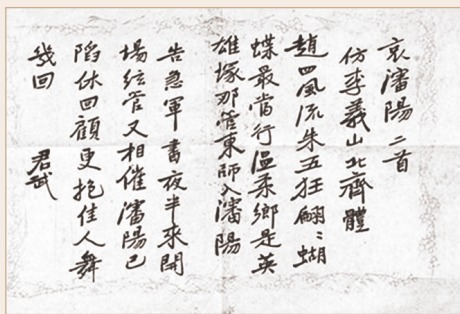 哀瀋陽二首
仿李義山北齊體
趙四風流朱五狂翩〻蝴
蝶最當行温柔鄉是英
雄塚那管東師入瀋陽
告急軍書夜半來開
場絃管又相催瀋陽已
陷休回顧更抱佳人舞
幾回
君武